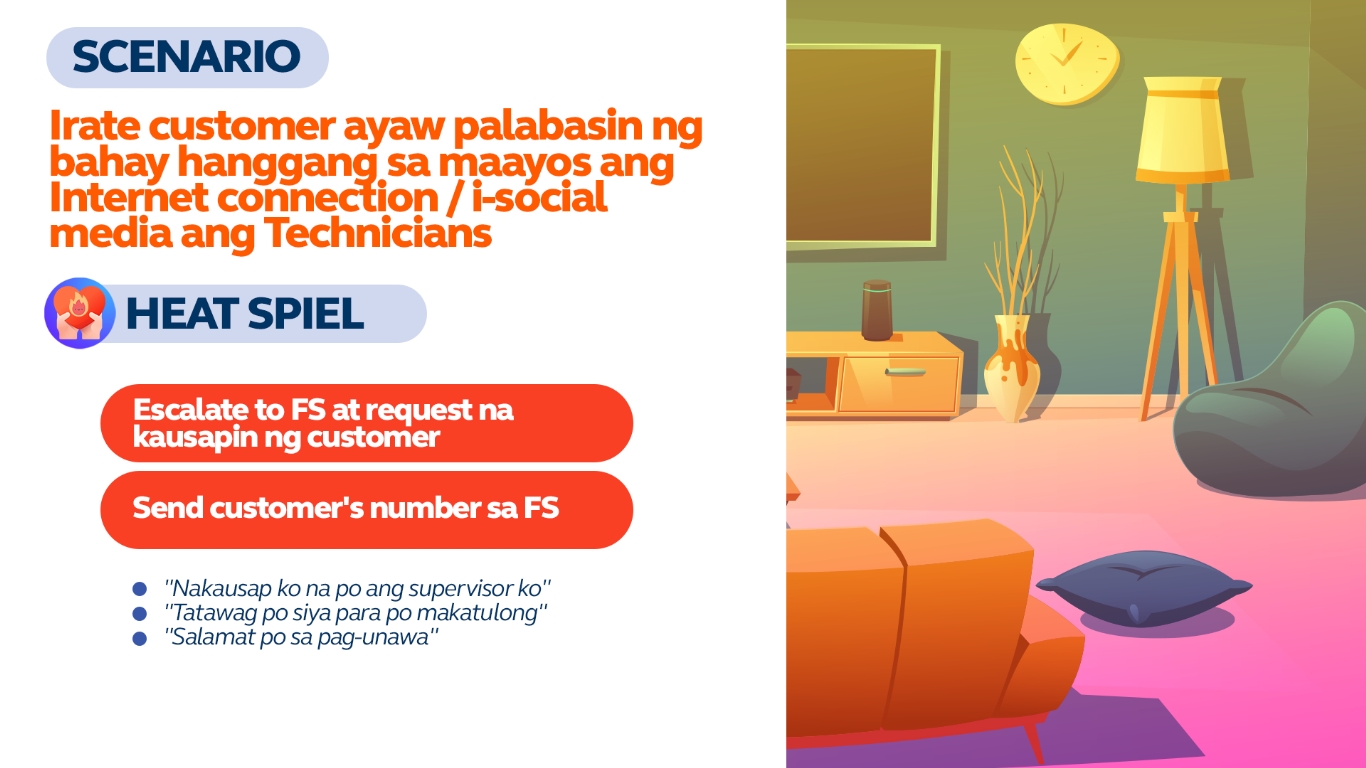 SCENARIO
Irate customer ayaw palabasin ng
bahay hanggang sa maayos ang
Internet connection / i-social
media ang Technicians
HEAT SPIEL
Escalate to FS at request na
kausapin ng customer
Send customer's number sa FS
"Nakausap ko na po ang supervisor ko"
"Tatawag po siya para po makatulong"
"Salamat po sa pag-unawa"